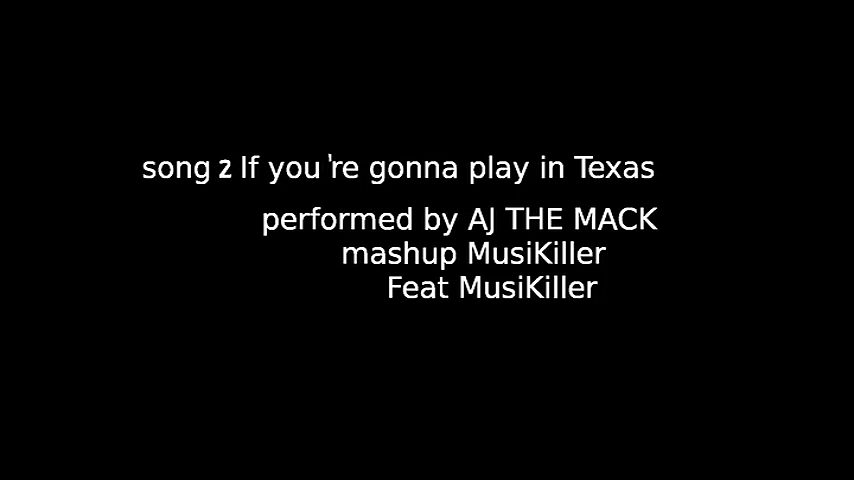 song 2 If you're gonna play in Texas
performed by AJ THE MACK
mashup MusiKiller
Feat MusiKiller